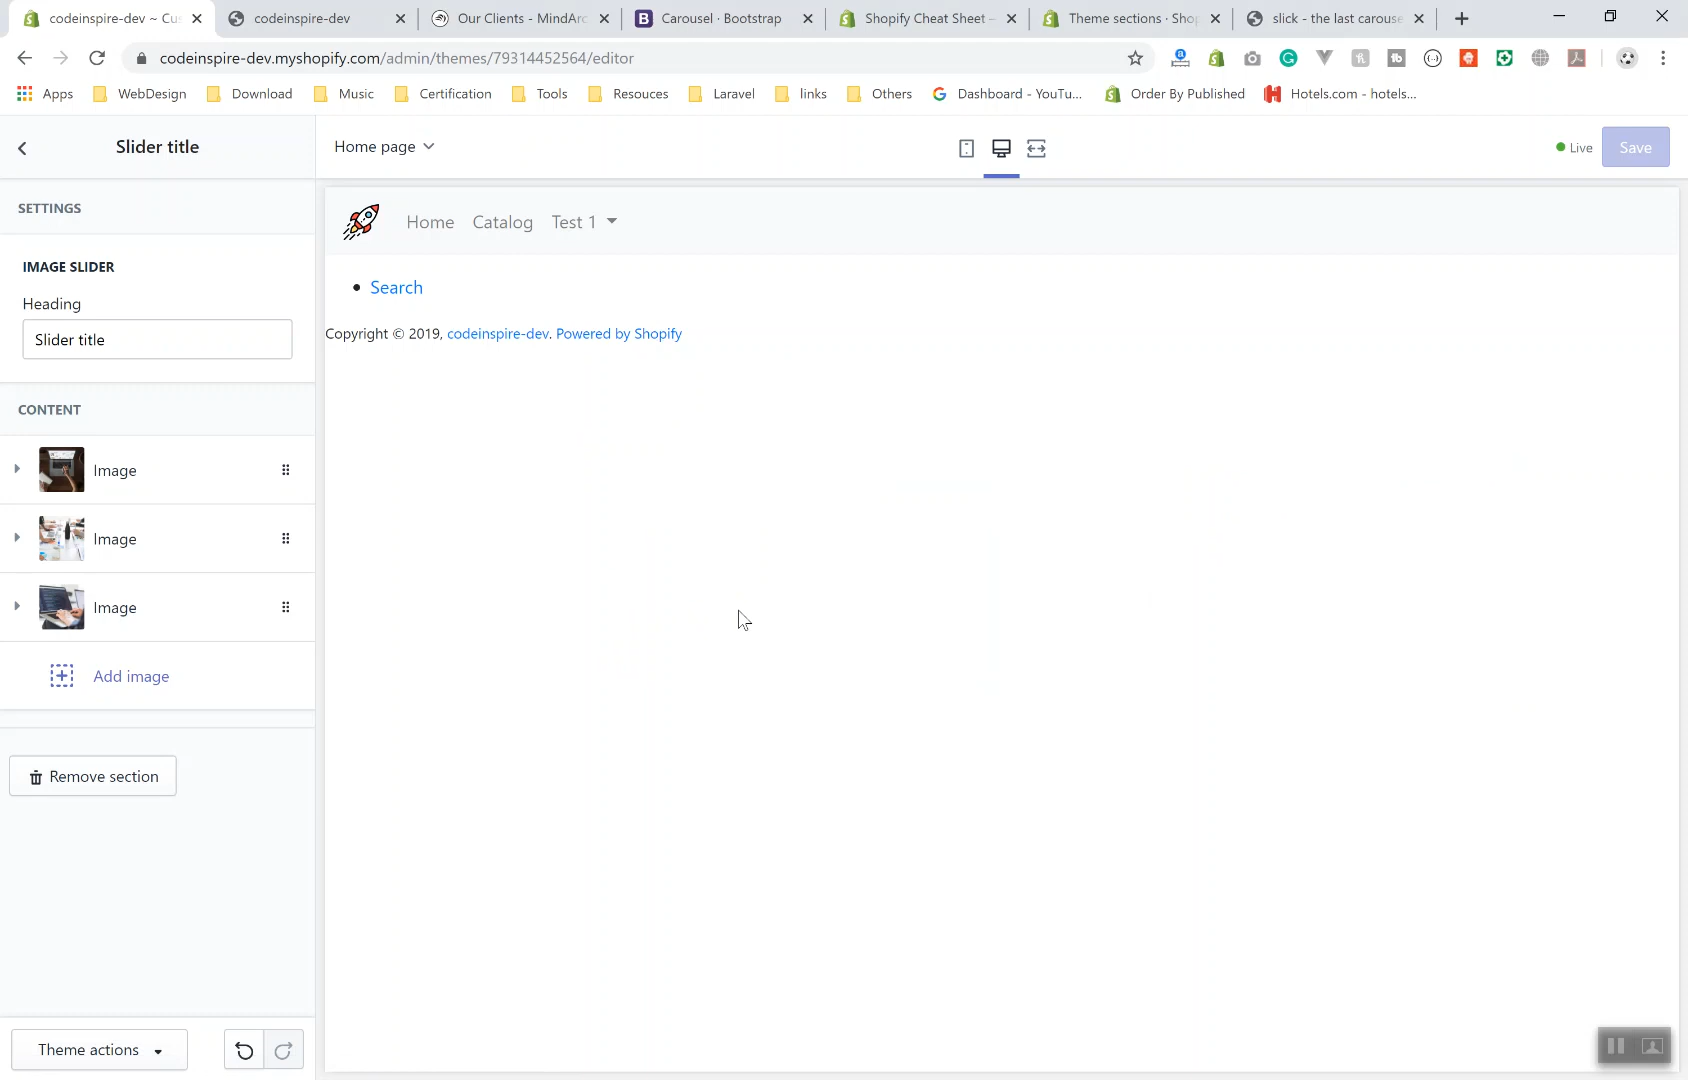 codeinspire-dev ~ Cus
codeinspire-dev
Our Clients - MindArc
Carousel · Bootstrap
Shopify Cheat Sheet –
Theme sections · Shop
slick - the last carouse
codeinspire-dev.myshopify.com/admin/themes/79314452564/editor
Apps
WebDesign
Download
Music
Certification
Tools
Resouces
Laravel
links
Others
Dashboard - YouTu...
Order By Published
Hotels.com - hotels...
Slider title
Home page
Live
Save
SETTINGS
Home
Catalog
Test 1
IMAGE SLIDER
Heading
Slider title
Search
Copyright © 2019, codeinspire-dev. Powered by Shopify
CONTENT
Image
Image
Image
Add image
Remove section
Theme actions